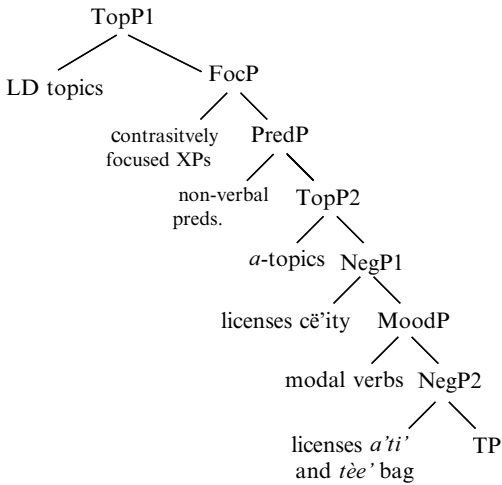 TopP1
LD topics
FocP
contrasitvely
focused XPs
PredP
non-verbal
preds.
TopP2
a-topics
NegP1
licenses cë'ity
MoodP
modal verbs
NegP2
licenses a'ti'
and tèe' bag
TP